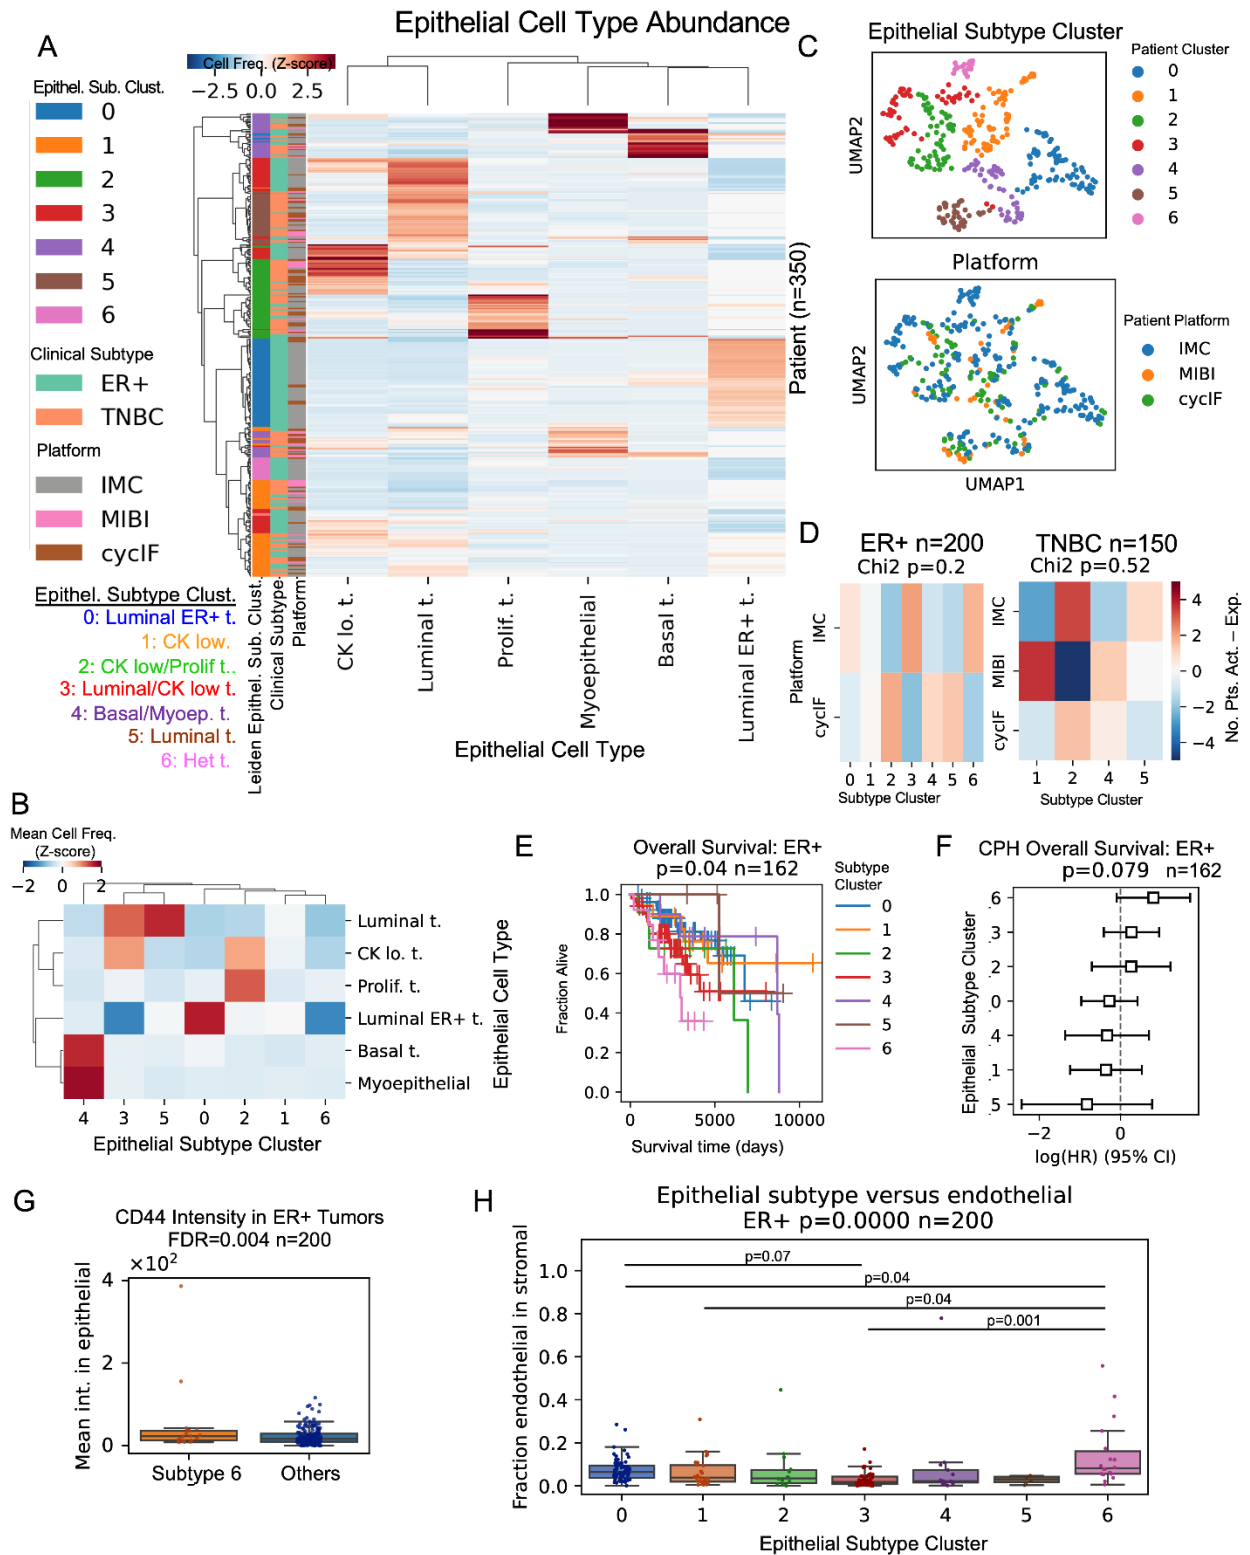 Epithelial Cell Type Abundance
A
Cell Freq. (Z-score)
−2.5 0.0 2.5
Epithel. Sub. Clust.
0
1
2
3
4
5
6
Clinical Subtype
ER+
TNBC
Platform
IMC
MIBI
cycIF
Epithel. Subtype Clust.
0: Luminal ER+ t.
1: CK low.
2: CK low/Prolif t..
3: Luminal/CK low t.
4: Basal/Myoep. t.
5: Luminal t.
6: Het t.
Leiden Epithel. Sub. Clust.
Clinical Subtype
Platform
CK lo. t.
Luminal t.
Prolif. t.
Myoepithelial
Basal t.
Luminal ER+ t.
Epithelial Cell Type
Patient (n=350)
B
Mean Cell Freq.
(Z-score)
−2 0 2
Luminal t.
CK lo. t.
Prolif. t.
Luminal ER+ t.
Basal t.
Myoepithelial
4 3 5 0 2 1 6
Epithelial Subtype Cluster
Epithelial Cell Type
C
Epithelial Subtype Cluster
UMAP2
Patient Cluster
0
1
2
3
4
5
6
Platform
UMAP2
UMAP1
Patient Platform
IMC
MIBI
cycIF
D
ER+ n=200
Chi2 p=0.2
Platform
IMC
cycIF
0 1 2 3 4 5 6
Subtype Cluster
TNBC n=150
Chi2 p=0.52
IMC
MIBI
cycIF
1 2 4 5
Subtype Cluster
4
2
0
−2
−4
No. Pts. Act. − Exp.
E
Overall Survival: ER+
p=0.04 n=162
Fraction Alive
1.0
0.8
0.6
0.4
0.2
0.0
0 5000 10000
Survival time (days)
Subtype
Cluster
0
1
2
3
4
5
6
F
CPH Overall Survival: ER+
p=0.079 n=162
Epithelial Subtype Cluster
6
3
2
0
4
1
5
−2 0
log(HR) (95% CI)
G
CD44 Intensity in ER+ Tumors
FDR=0.004 n=200
×10²
Mean int. in epithelial
4
2
0
Subtype 6 Others
H
Epithelial subtype versus endothelial
ER+ p=0.0000 n=200
Fraction endothelial in stromal
1.0
0.8
0.6
0.4
0.2
0.0
p=0.07
p=0.04
p=0.04
p=0.001
0 1 2 3 4 5 6
Epithelial Subtype Cluster